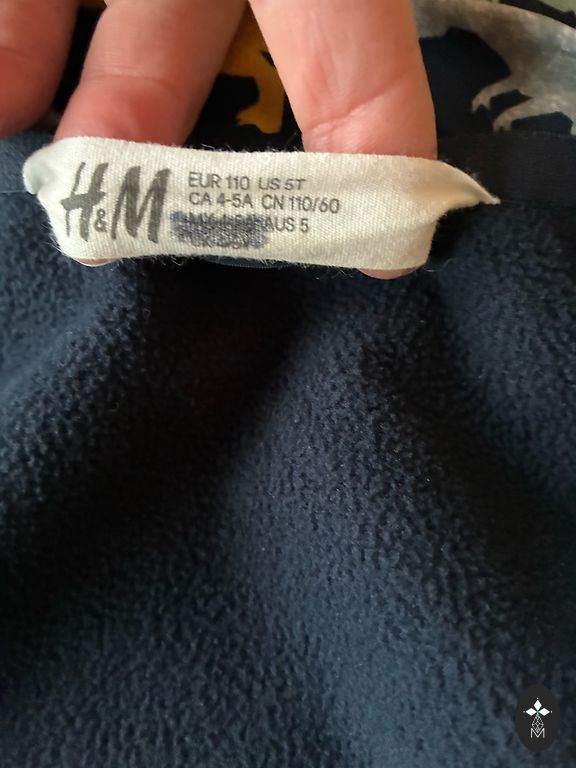 H&M
EUR 110 US 5T
CA 4-5A CN 110/60
AUS 5
M